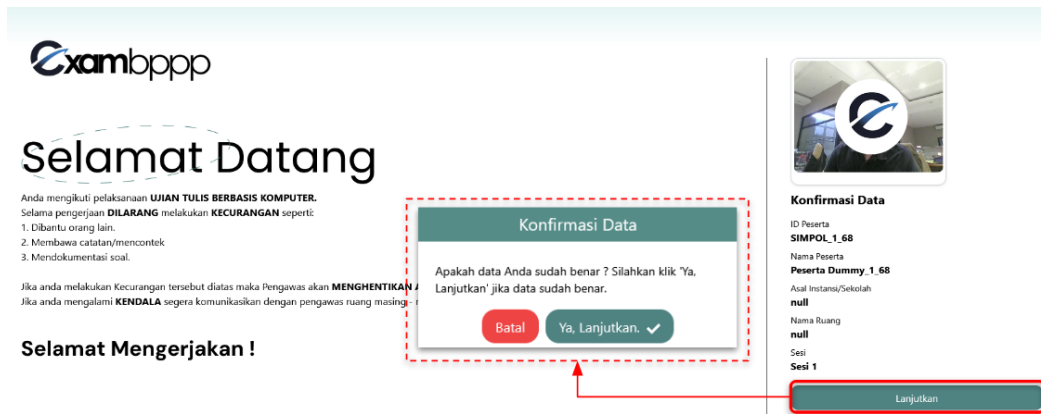 Exambppp
Selamat Datang
Anda mengikuti pelaksanaan UJIAN TULIS BERBASIS KOMPUTER.
Selama pengerjaan DILARANG melakukan KECURANGAN seperti:
1. Dibantu orang lain.
2. Membawa catatan/mencontek
3. Mendokumentasi soal.
Jika anda melakukan Kecurangan tersebut diatas maka Pengawas akan MENGHENTIKAN
Jika anda mengalami KENDALA segera komunikasikan dengan pengawas ruang masing -
Selamat Mengerjakan !
Konfirmasi Data
Apakah data Anda sudah benar ? Silahkan klik 'Ya,
Lanjutkan' jika data sudah benar.
Batal
Ya, Lanjutkan.
Konfirmasi Data
ID Peserta
SIMPOL_1_68
Nama Peserta
Peserta Dummy_1_68
Asal Instansi/Sekolah
null
Nama Ruang
null
Sesi
Sesi 1
Lanjutkan